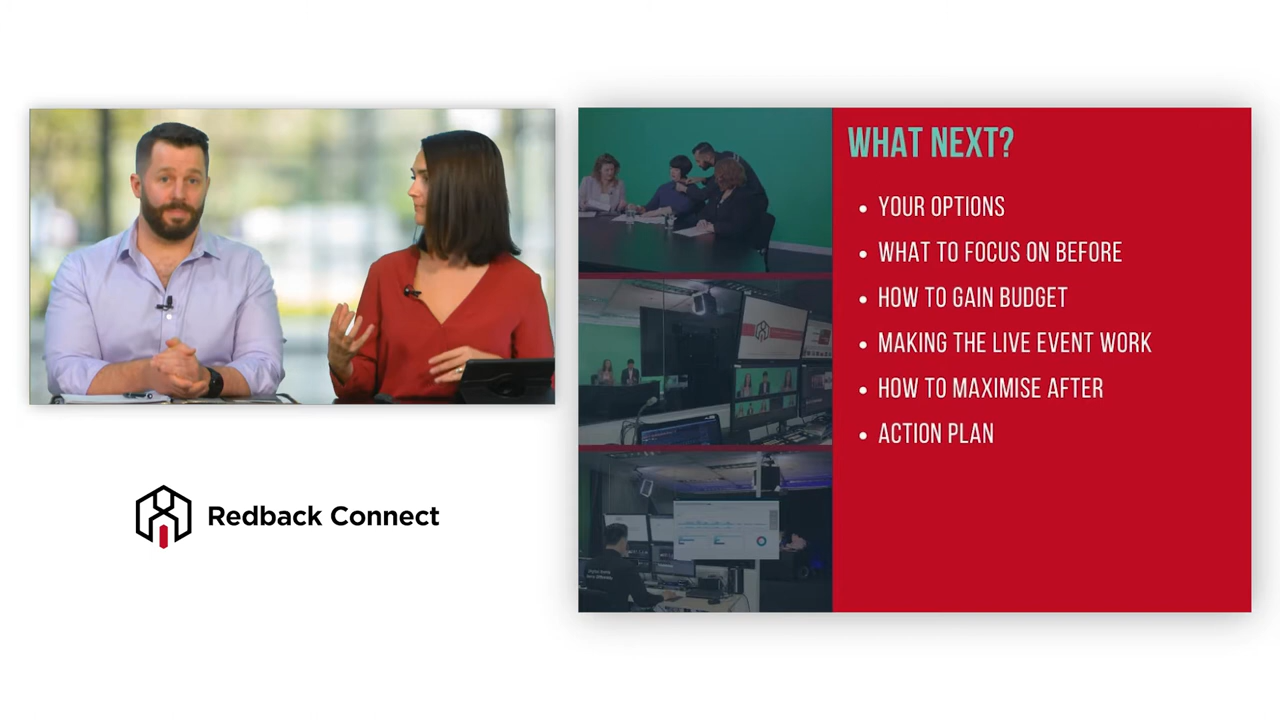 WHAT NEXT?
• YOUR OPTIONS
• WHAT TO FOCUS ON BEFORE
• HOW TO GAIN BUDGET
• MAKING THE LIVE EVENT WORK
• HOW TO MAXIMISE AFTER
• ACTION PLAN
Redback Connect